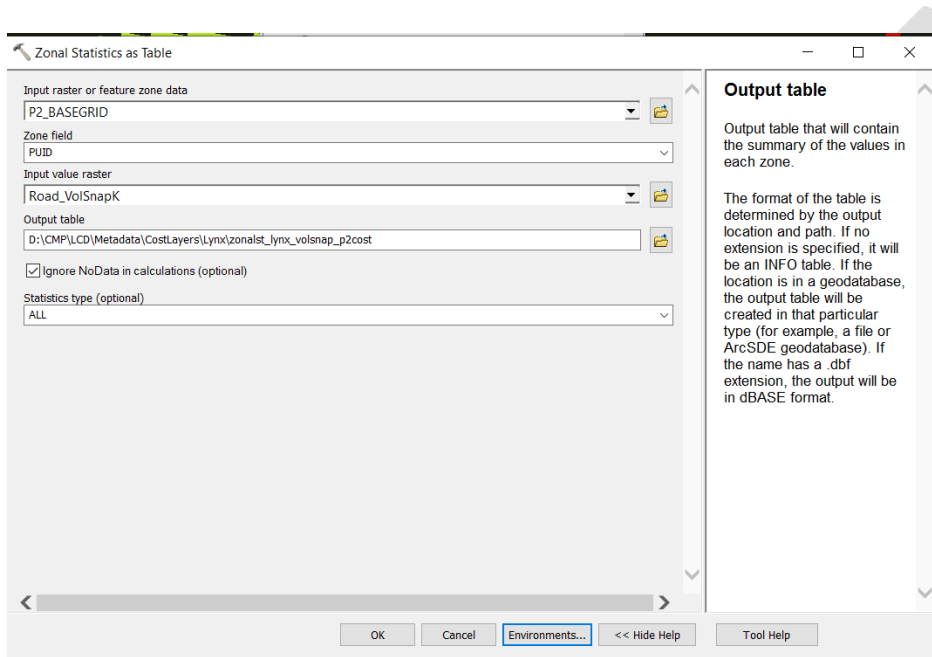 Zonal Statistics as Table
Input raster or feature zone data
P2_BASEGRID
Zone field
PUID
Input value raster
Road_VolSnapK
Output table
D:\CMP\LCD\Metadata\CostLayers\Lynx\zonalst_lynx_volsnap_p2cost
Ignore NoData in calculations (optional)
Statistics type (optional)
ALL
Output table
Output table that will contain
the summary of the values in
each zone.
The format of the table is
determined by the output
location and path. If no
extension is specified, it will
be an INFO table. If the
location is in a geodatabase,
the output table will be
created in that particular
type (for example, a file or
ArcSDE geodatabase). If
the name has a .dbf
extension, the output will be
in dBASE format.
OK
Cancel
Environments...
<< Hide Help
Tool Help